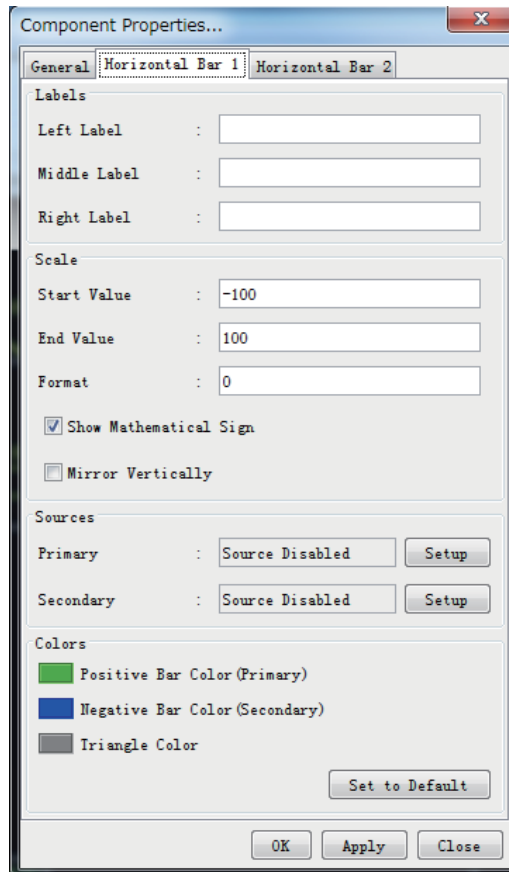 Component Properties...
General Horizontal Bar 1 Horizontal Bar 2
Labels
Left Label :
Middle Label :
Right Label :
Scale
Start Value : -100
End Value : 100
Format : 0
Show Mathematical Sign
Mirror Vertically
Sources
Primary : Source Disabled Setup
Secondary : Source Disabled Setup
Colors
Positive Bar Color(Primary)
Negative Bar Color(Secondary)
Triangle Color
Set to Default
OK Apply Close